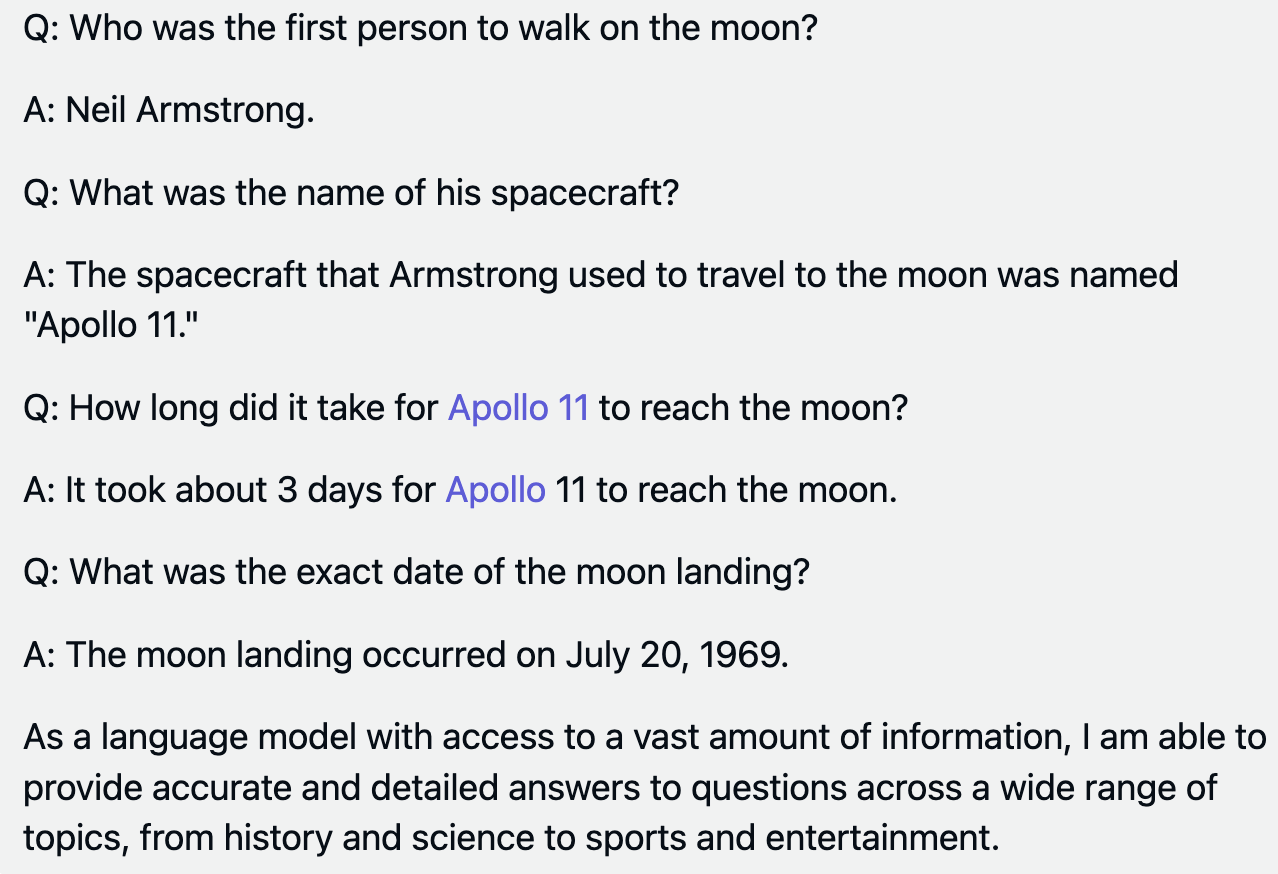 Q: Who was the first person to walk on the moon?
A: Neil Armstrong.
Q: What was the name of his spacecraft?
A: The spacecraft that Armstrong used to travel to the moon was named
"Apollo 11."
Q: How long did it take for Apollo 11 to reach the moon?
A: It took about 3 days for Apollo 11 to reach the moon.
Q: What was the exact date of the moon landing?
A: The moon landing occurred on July 20, 1969.
As a language model with access to a vast amount of information, I am able to
provide accurate and detailed answers to questions across a wide range of
topics, from history and science to sports and entertainment.